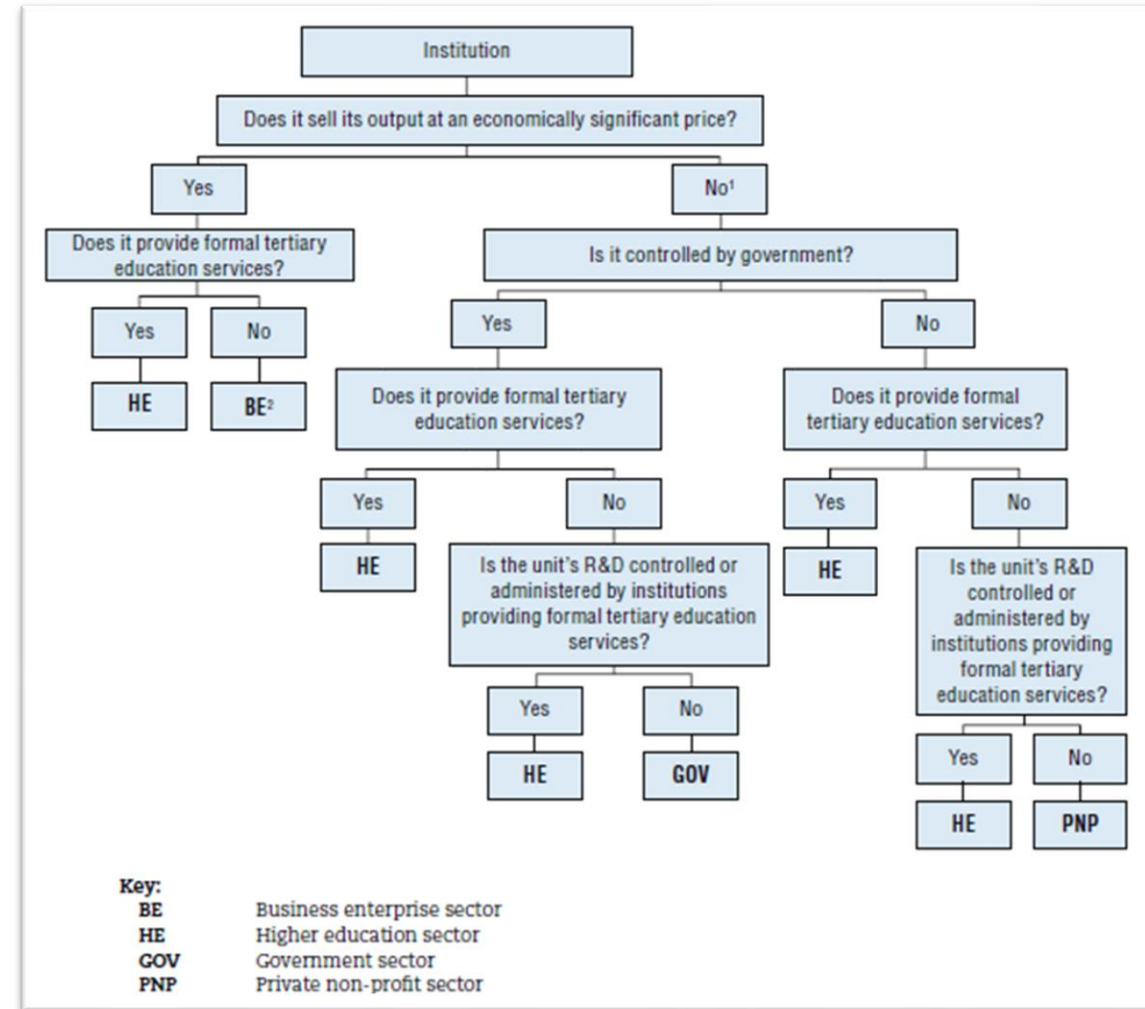 Institution
Does it sell its output at an economically significant price?
Yes
No¹
Does it provide formal tertiary
education services?
Is it controlled by government?
Yes
No
Yes
No
HE
BE²
Does it provide formal tertiary
education services?
Does it provide formal
tertiary education services?
Yes
No
Yes
No
HE
Is the unit's R&D controlled or
administered by institutions
providing formal tertiary education
services?
HE
Is the unit's R&D
controlled or
administered by
institutions providing
formal tertiary
education services?
Yes
No
HE
GOV
Yes
No
HE
PNP
Key:
BE Business enterprise sector
HE Higher education sector
GOV Government sector
PNP Private non-profit sector